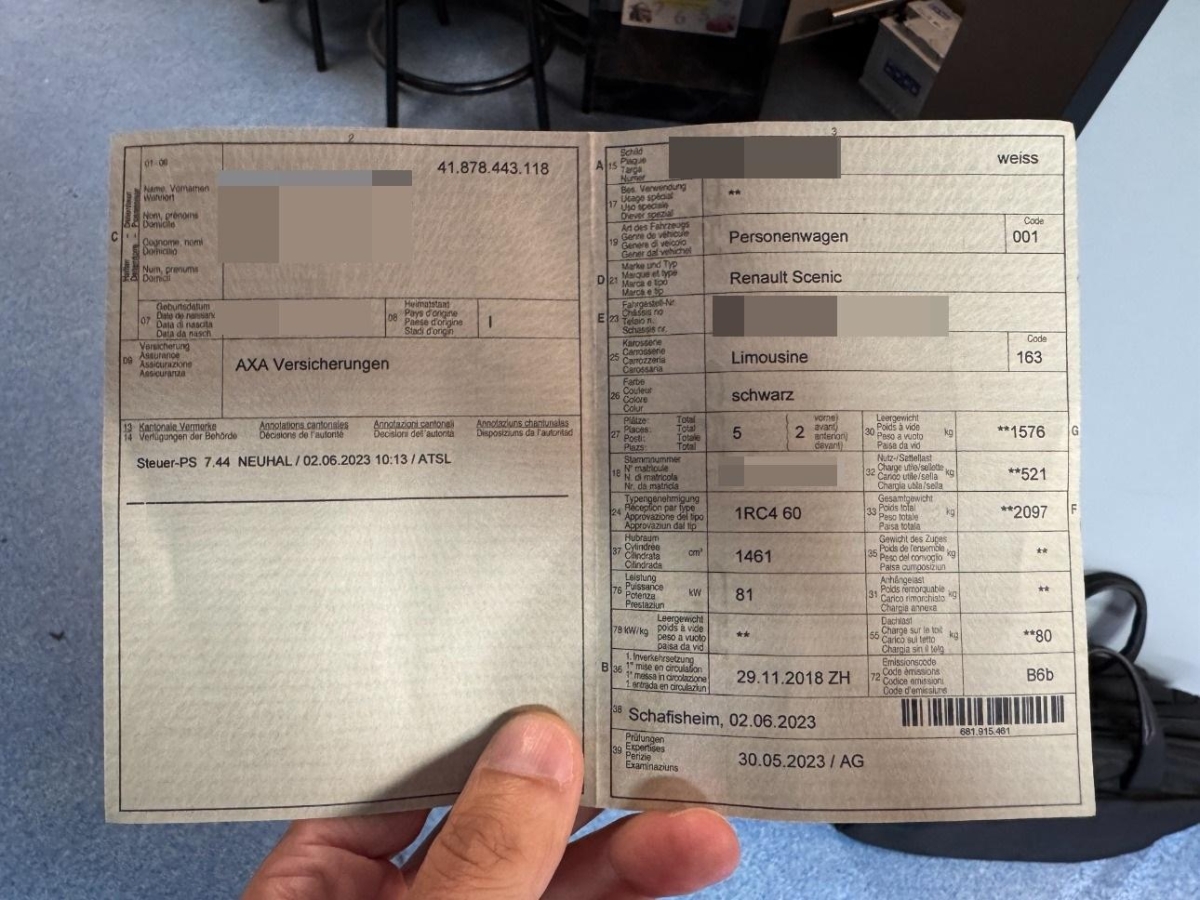 2
01-06
41.878.443.118
C
Name, Vornamen
Wohnort
Nom, prénoms
Domicile
Cognome, nomi
Domicilio
Num, prenums
Domicil
07
Geburtsdatum
Date de naissance
Data di nascita
Data da nasch.
08
Heimatstaat
Pays d'origine
Paese d'origine
Stadi d'origin
I
09
Versicherung
Assurance
Assicurazione
Assicuranza
AXA Versicherungen
13 Kantonale Vermerke Annotations cantonales Annotazioni cantonali Annotaziuns chantunalas
14 Verfügungen der Behörde Décisions de l'autorité Decisioni dell'autorità Disposiziuns da l'autoritad
Steuer-PS 7.44 NEUHAL / 02.06.2023 10:13 / ATSL
3
A 15
Schild
Plaque
Targa
Numer
weiss
17
Bes. Verwendung
Usage spécial
Uso speciale
Diever spezial
**
19
Art des Fahrzeugs
Genre de véhicule
Genere di veicolo
Gener dal vehichel
Personenwagen
Code
001
D 21
Marke und Typ
Marque et type
Marca e tipo
Marca e tip
Renault Scenic
E 23
Fahrgestell-Nr.
Châssis no
Telaio n.
Schassis nr.
25
Karosserie
Carrosserie
Carrozzeria
Carossaria
Limousine
Code
163
26
Farbe
Couleur
Colore
Colur
schwarz
27
Plätze: Total
Places: Total
Posti: Totale
Plazs: Total
5
2
vorne)
avant)
anteriori)
davant)
30
Leergewicht
Poids à vide
Peso a vuoto
Paisa da vid
kg
**1576
G
18
Stammnummer
N° matricule
N. di matricola
Nr. da matricla
32
Nutz-/Sattellast
Charge utile/sellette
Carico utile/sella
Chargia utila/sella
kg
**521
24
Typengenehmigung
Réception par type
Approvazione del tipo
Approvaziun dal tip
1RC4 60
33
Gesamtgewicht
Poids total
Peso totale
Paisa totala
kg
**2097
F
37
Hubraum
Cylindrée
Cilindrata
Cilindrada
cm³
1461
35
Gewicht des Zuges
Poids de l'ensemble
Peso del convoglio
Paisa cumposiziun
kg
**
76
Leistung
Puissance
Potenza
Prestaziun
kW
81
31
Anhängelast
Poids remorquable
Carico rimorchiato
Chargia annexa
kg
**
78 kW/kg
Leergewicht
poids à vide
peso a vuoto
paisa da vid
**
55
Dachlast
Charge sur le toit
Carico sul tetto
Chargia sin il tetg
kg
**80
B 36
1. Inverkehrsetzung
1re mise en circulation
1a messa in circolazione
1. entrada en circulaziun
29.11.2018 ZH
72
Emissionscode
Code émissions
Codice emissioni
Code d'emissiuns
B6b
38
Schafisheim, 02.06.2023
681.915.461
39
Prüfungen
Expertises
Perizie
Examinaziuns
30.05.2023 / AG